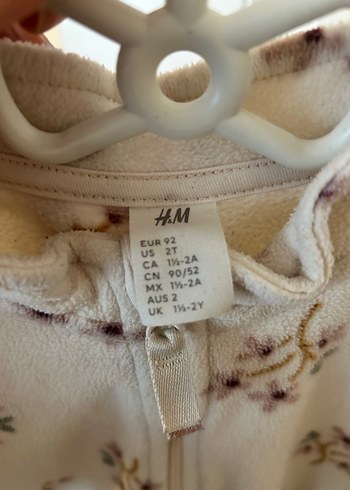 H&M
EUR 92
US 2T
CA 1½-2A
CN 90/52
MX 1½-2A
AUS 2
UK 1½-2Y